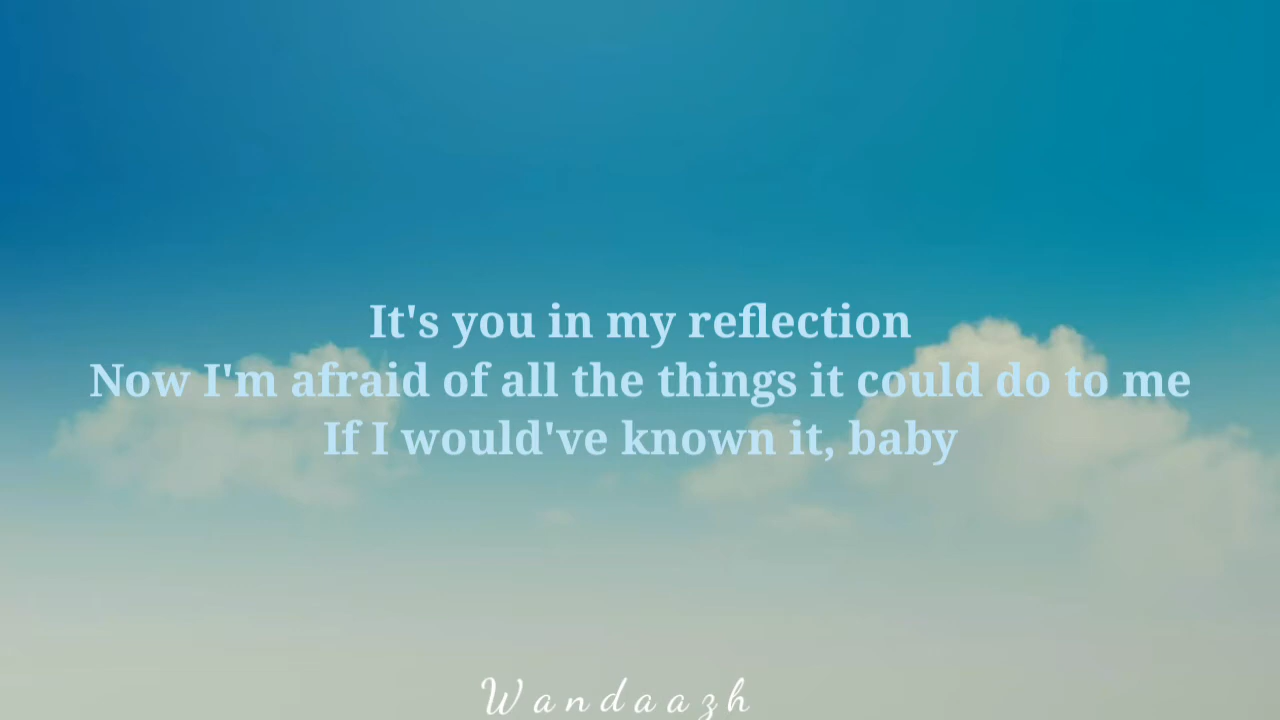 It's you in my reflection
Now I'm afraid of all the things it could do to me
If I would've known it, baby
Wandaazh